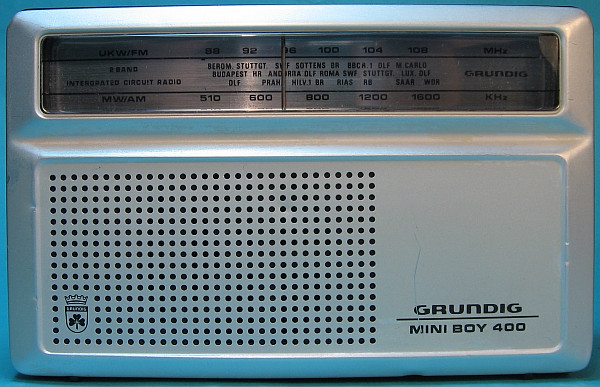 UKW/FM 88 92 96 100 104 108 MHz
2 BAND BEROM. STUTTGT. SWF SOTTENS BR BBC A.1 DLF M.CARLO GRUNDIG
INTERGRATED CIRCUIT RADIO BUDAPEST HR ANDORRA DLF ROMA SWF STUTTGT. LUX. DLF
DLF PRAH HILV.1 BR RIAS RB SAAR WDR
MW/AM 510 600 800 1200 1600 KHz
GRUNDIG
MINI BOY 400